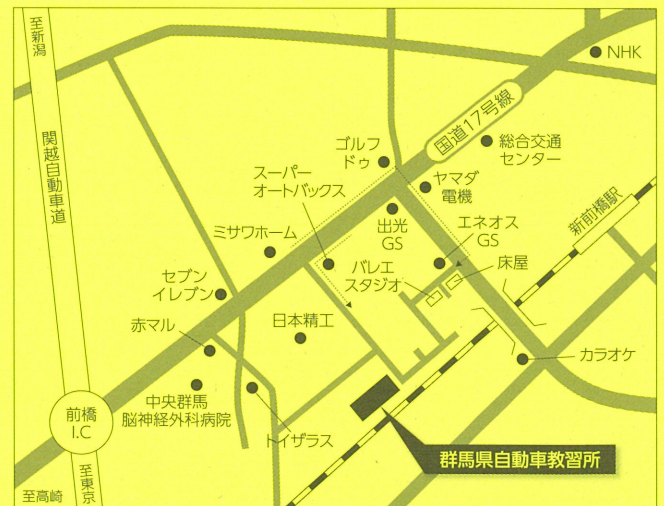 至新潟
関越自動車道
NHK
国道17号線
総合交通
センター
ゴルフ
ドゥ
スーパー
オートバックス
ヤマダ
電機
新前橋駅
ミサワホーム
出光
GS
エネオス
GS
床屋
バレエ
スタジオ
セブン
イレブン
赤マル
日本精工
カラオケ
中央群馬
脳神経外科病院
トイザラス
前橋
I.C
群馬県自動車教習所
至高崎
至東京